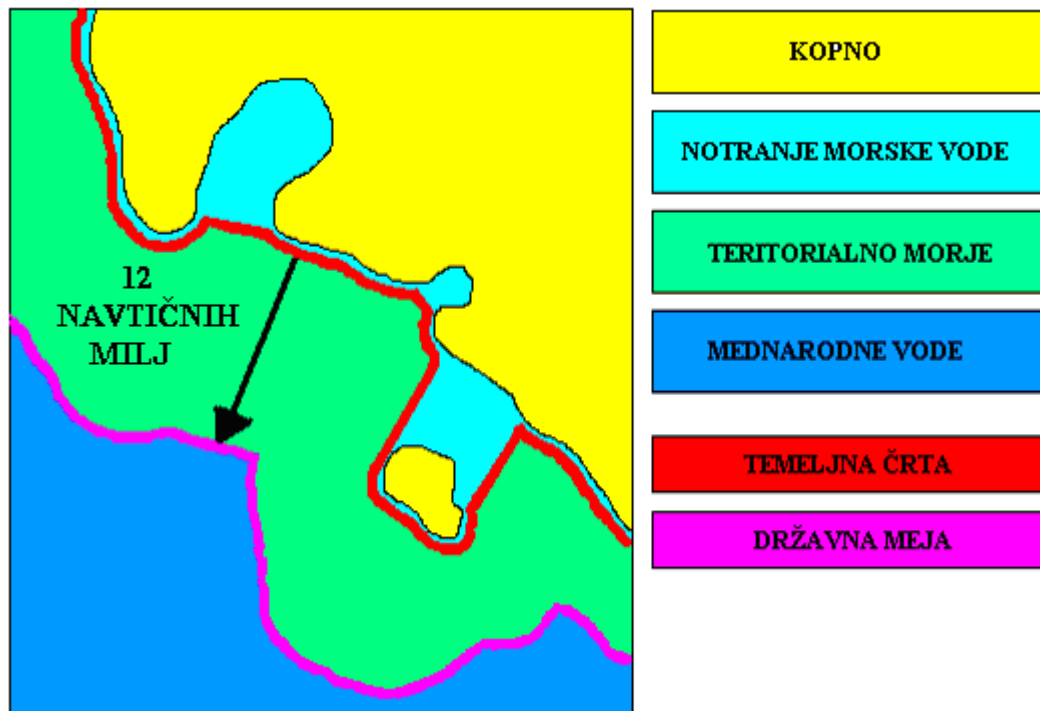 12
NAVTIČNIH
MILJ
KOPNO
NOTRANJE MORSKE VODE
TERITORIALNO MORJE
MEDNARODNE VODE
TEMELJNA ČRTA
DRŽAVNA MEJA